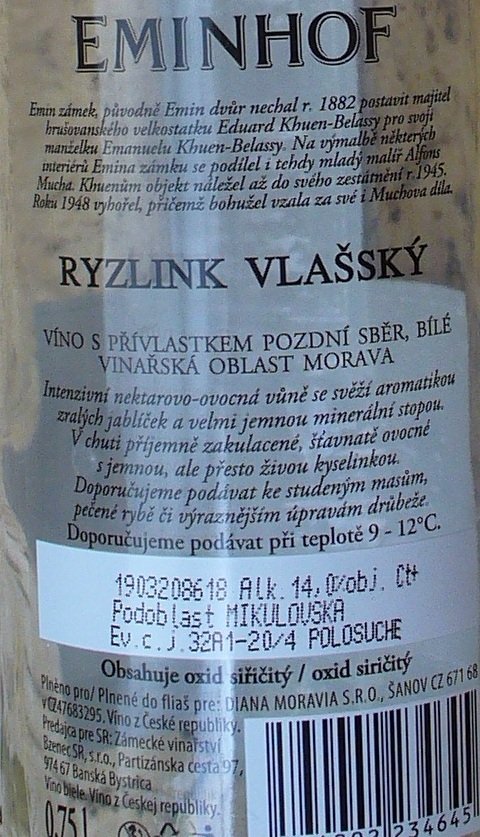 EMINHOF
Emin zámek, původně Emin dvůr nechal r. 1882 postavit majitel
hrušovanského velkostatku Eduard Khuen-Belassy pro svoji
manželku Emanuelu Khuen-Belassy. Na výmalbě některých
interiérů Emina zámku se podílel i tehdy mladý malíř Alfons
Mucha. Khuenům objekt náležel až do svého zestátnění r.1945.
Roku 1948 vyhořel, přičemž bohužel vzala za své i Muchova díla.
RYZLINK VLAŠSKÝ
VÍNO S PŘÍVLASTKEM POZDNÍ SBĚR, BÍLÉ
VINAŘSKÁ OBLAST MORAVA
Intenzivní nektarovo-ovocná vůně se svěží aromatikou
zralých jablíček a velmi jemnou minerální stopou.
V chuti příjemně zakulacené, šťavnatě ovocné
s jemnou, ale přesto živou kyselinkou.
Doporučujeme podávat ke studeným masům,
pečené rybě či výraznějším úpravám drůbeže.
Doporučujeme podávat při teplotě 9 - 12°C.
1903208618 Alk. 14,0%obj. Ct+
Podoblast MIKULOVSKA
Ev.c.j.32A1-20/4 POLOSUCHE
Obsahuje oxid siřičitý / oxid siričitý
Plněno pro/ Plnené do fliaš pre: DIANA MORAVIA S.R.O., ŠANOV CZ 671 68
v CZ47683295. Víno z České republiky.
Predajca pre SR: Zámecké vinařství
Bzenec SR, s.r.o., Partizánska cesta 97,
974 67 Banská Bystrica
Víno biele. Víno z Českej republiky.
0,75 l
234645